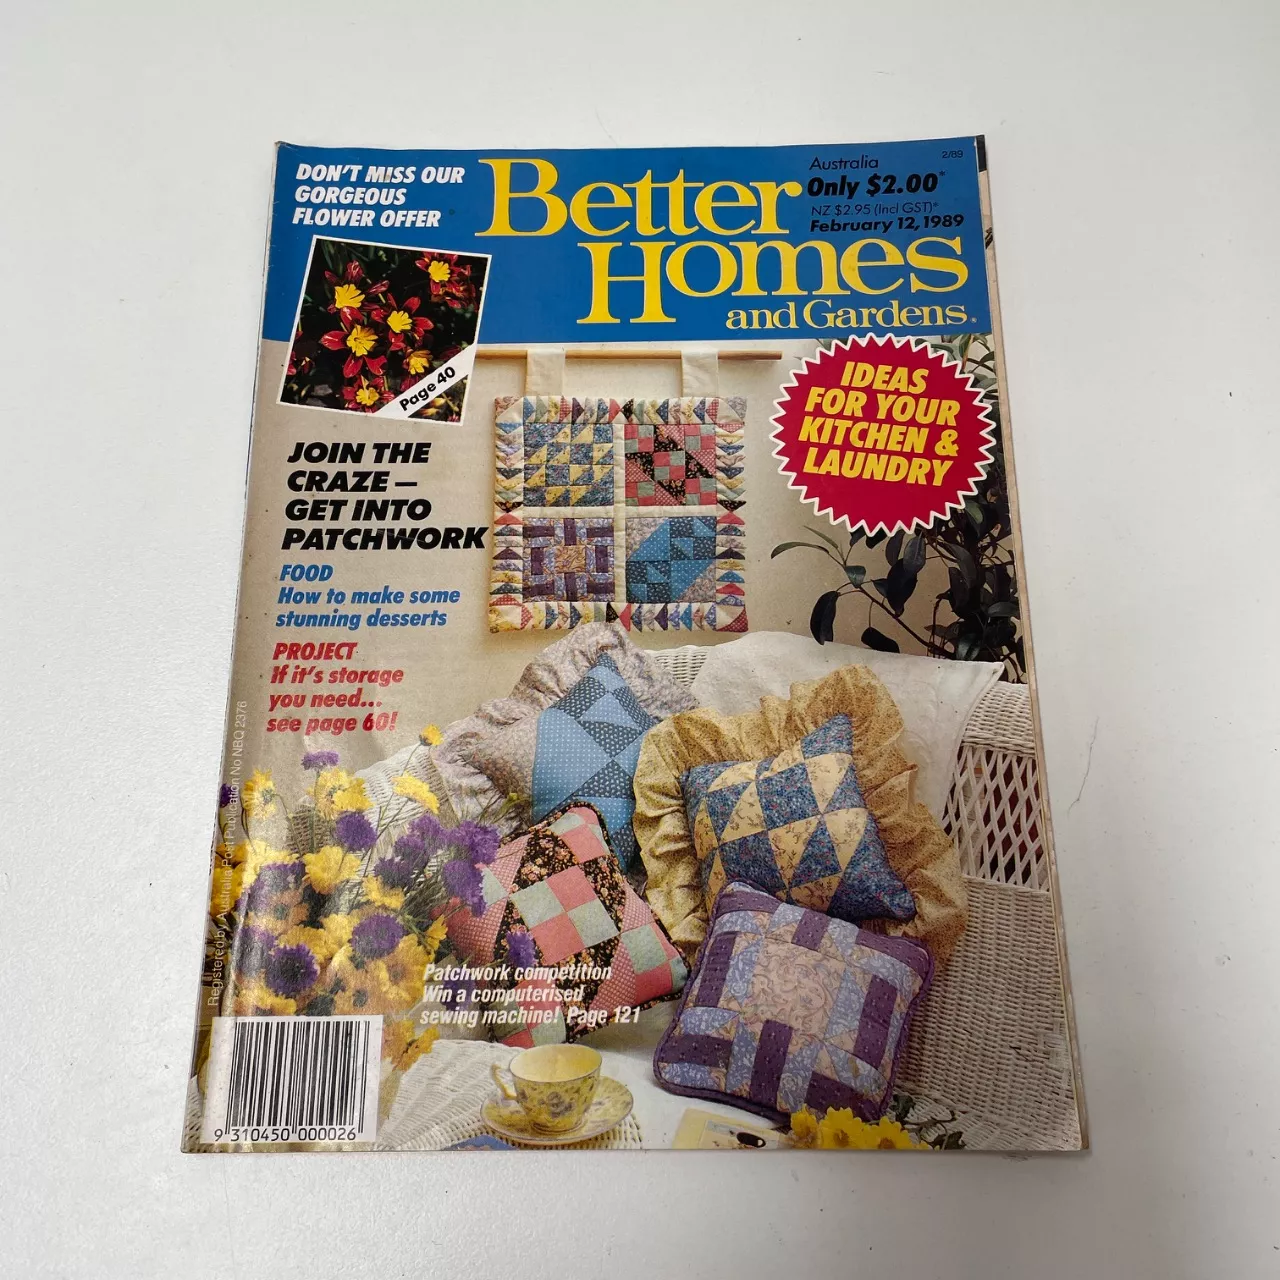 DON'T MISS OUR
GORGEOUS
FLOWER OFFER
Better
Homes
and Gardens®
Australia
2/89
Only $2.00*
NZ $2.95 (Incl GST)*
February 12, 1989
Page 40
IDEAS
FOR YOUR
KITCHEN &
LAUNDRY
JOIN THE
CRAZE —
GET INTO
PATCHWORK
FOOD
How to make some
stunning desserts
PROJECT
If it's storage
you need...
see page 60!
Registered by Australia Post Publication No NBQ 2376
Patchwork competition
Win a computerised
sewing machine! Page 121
9 310450 000026